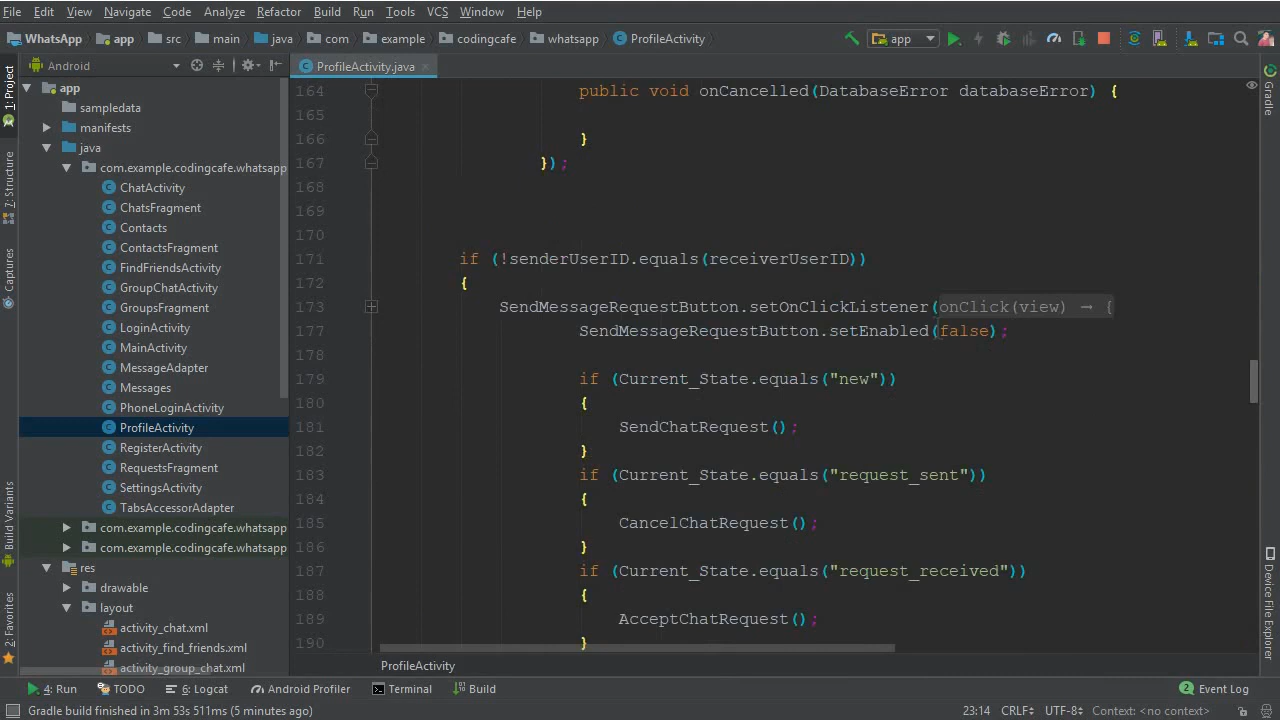 File Edit View Navigate Code Analyze Refactor Build Run Tools VCS Window Help
WhatsApp app src main java com example codingcafe whatsapp ProfileActivity app
Android ProfileActivity.java
1: Project
7: Structure
Captures
Build Variants
2: Favorites
app
sampledata
manifests
java
com.example.codingcafe.whatsapp
ChatActivity
ChatsFragment
Contacts
ContactsFragment
FindFriendsActivity
GroupChatActivity
GroupsFragment
LoginActivity
MainActivity
MessageAdapter
Messages
PhoneLoginActivity
ProfileActivity
RegisterActivity
RequestsFragment
SettingsActivity
TabsAccessorAdapter
com.example.codingcafe.whatsapp
com.example.codingcafe.whatsapp
res
drawable
layout
activity_chat.xml
activity_find_friends.xml
activity_group_chat.xml
164 public void onCancelled(DatabaseError databaseError) {
165
166 }
167 });
168
169
170
171 if (!senderUserID.equals(receiverUserID))
172 {
173 SendMessageRequestButton.setOnClickListener(onClick(view) → {
177 SendMessageRequestButton.setEnabled(false);
178
179 if (Current_State.equals("new"))
180 {
181 SendChatRequest();
182 }
183 if (Current_State.equals("request_sent"))
184 {
185 CancelChatRequest();
186 }
187 if (Current_State.equals("request_received"))
188 {
189 AcceptChatRequest();
190 }
ProfileActivity
Gradle
Device File Explorer
4: Run TODO 6: Logcat Android Profiler Terminal Build 2 Event Log
Gradle build finished in 3m 53s 511ms (5 minutes ago) 23:14 CRLF UTF-8 Context: <no context>